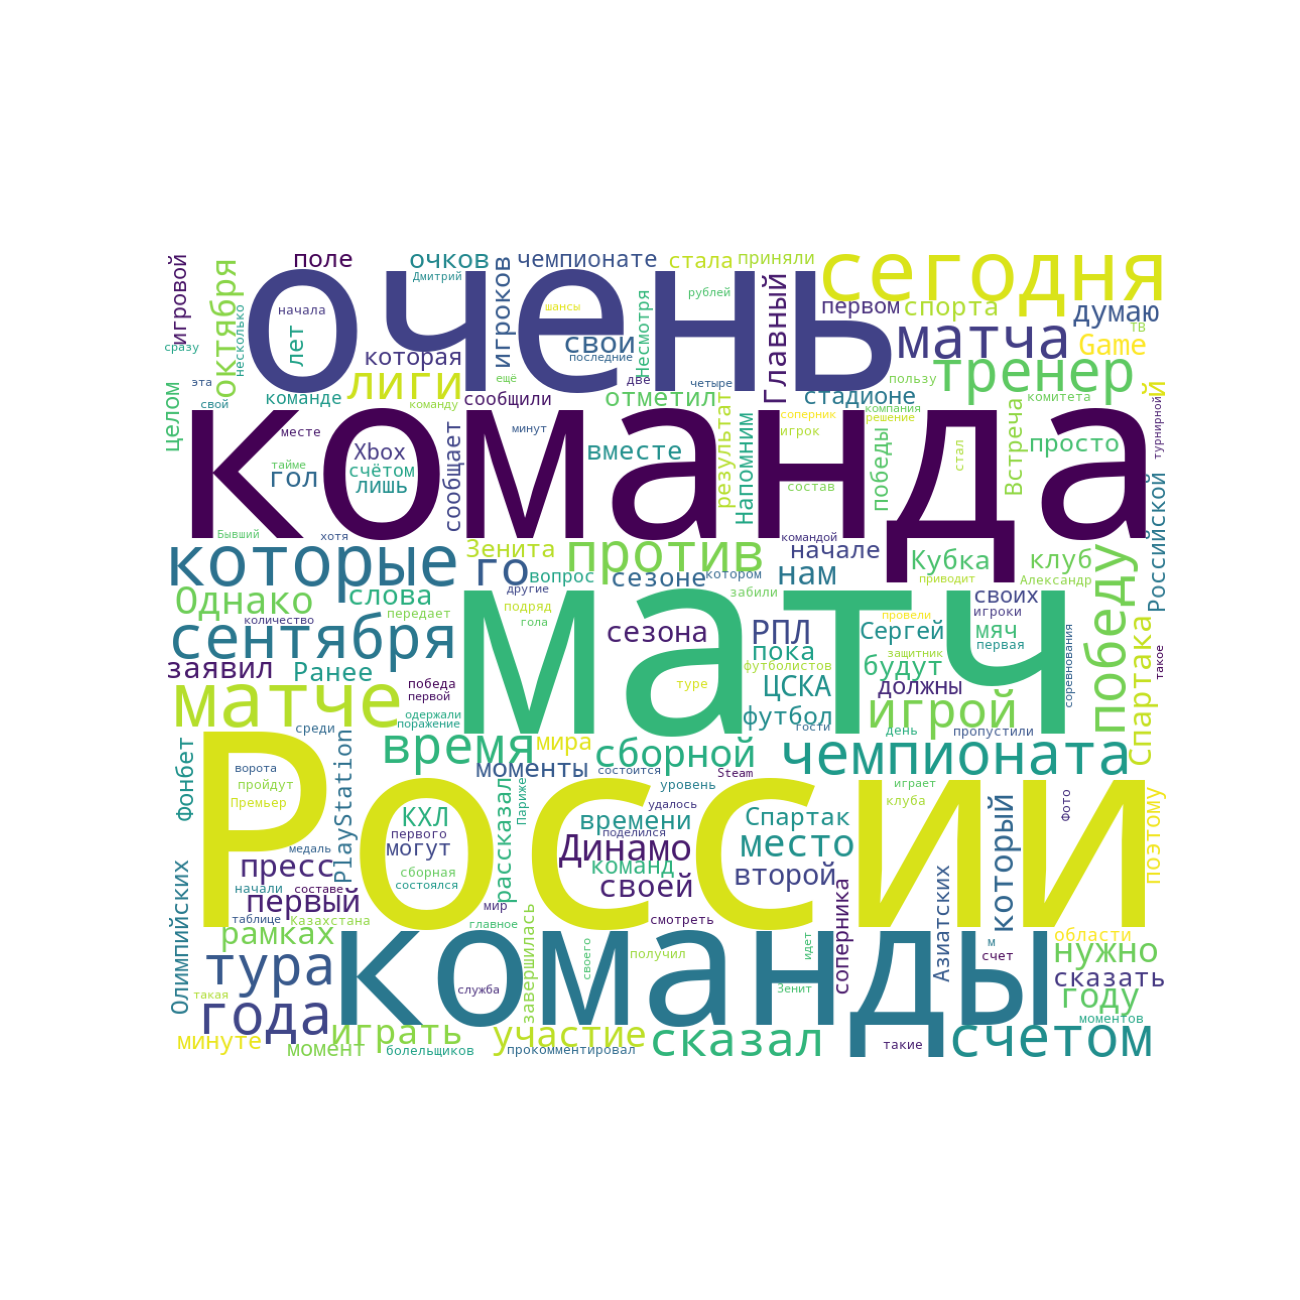 игровой
октября
несколько
сразу
поле
очков
Дмитрий
чемпионате
стала
приняли
сегодня
очень
начала
лет
игроков
шансы
рублей
Несмотря
Главный
первом
спорта
думаю
тв
матча
Game
которая
свои
последние
две
четыре
пользу
тренер
й
целом
эта
свой
лиги
ещё
команде
команду
сообщили
отметил
стадионе
компания
решение
комитета
турнирной
команда
месте
тайме
гол
Xbox
счётом
лишь
сообщает
минут
вместе
результат
Напомним
соперник
игрок
состав
победы
стал
Встреча
просто
Российской
Бывший
хотя
командой
которые
Зенита
го
вопрос
другие
против
сезоне
котором
начале
нам
забили
Кубка
приводит
клуб
Александр
победу
Однако
количество
слова
передает
подряд
гола
матч
своих
игроки
провели
сентября
сезона
РПЛ
пока
Сергей
мяч
первая
соревнования
Спартака
такое
заявил
Ранее
победа
первой
футболистов
защитник
будут
туре
ЦСКА
должны
матче
одержали
поражение
футбол
гости
игрой
день
пропустили
среди
время
мира
сборной
чемпионата
Фонбет
PlayStation
моменты
состоится
Steam
России
ворота
пройдут
Премьер
уровень
играет
клуба
Фото
поэтому
Париже
рассказал
удалось
КХЛ
первого
могут
времени
поделился
Спартак
который
медаль
пресс
Динамо
команд
место
второй
сборная
состоялся
начали
составе
своей
первый
мир
Азиатских
соперника
Олимпийских
таблице
Казахстана
главное
смотреть
рамках
завершилась
команды
своего
получил
идет
м
счет
области
нужно
тура
сказать
такая
служба
Зенит
года
году
моментов
минуте
момент
играть
болельщиков
участие
прокомментировал
сказал
такие
счетом